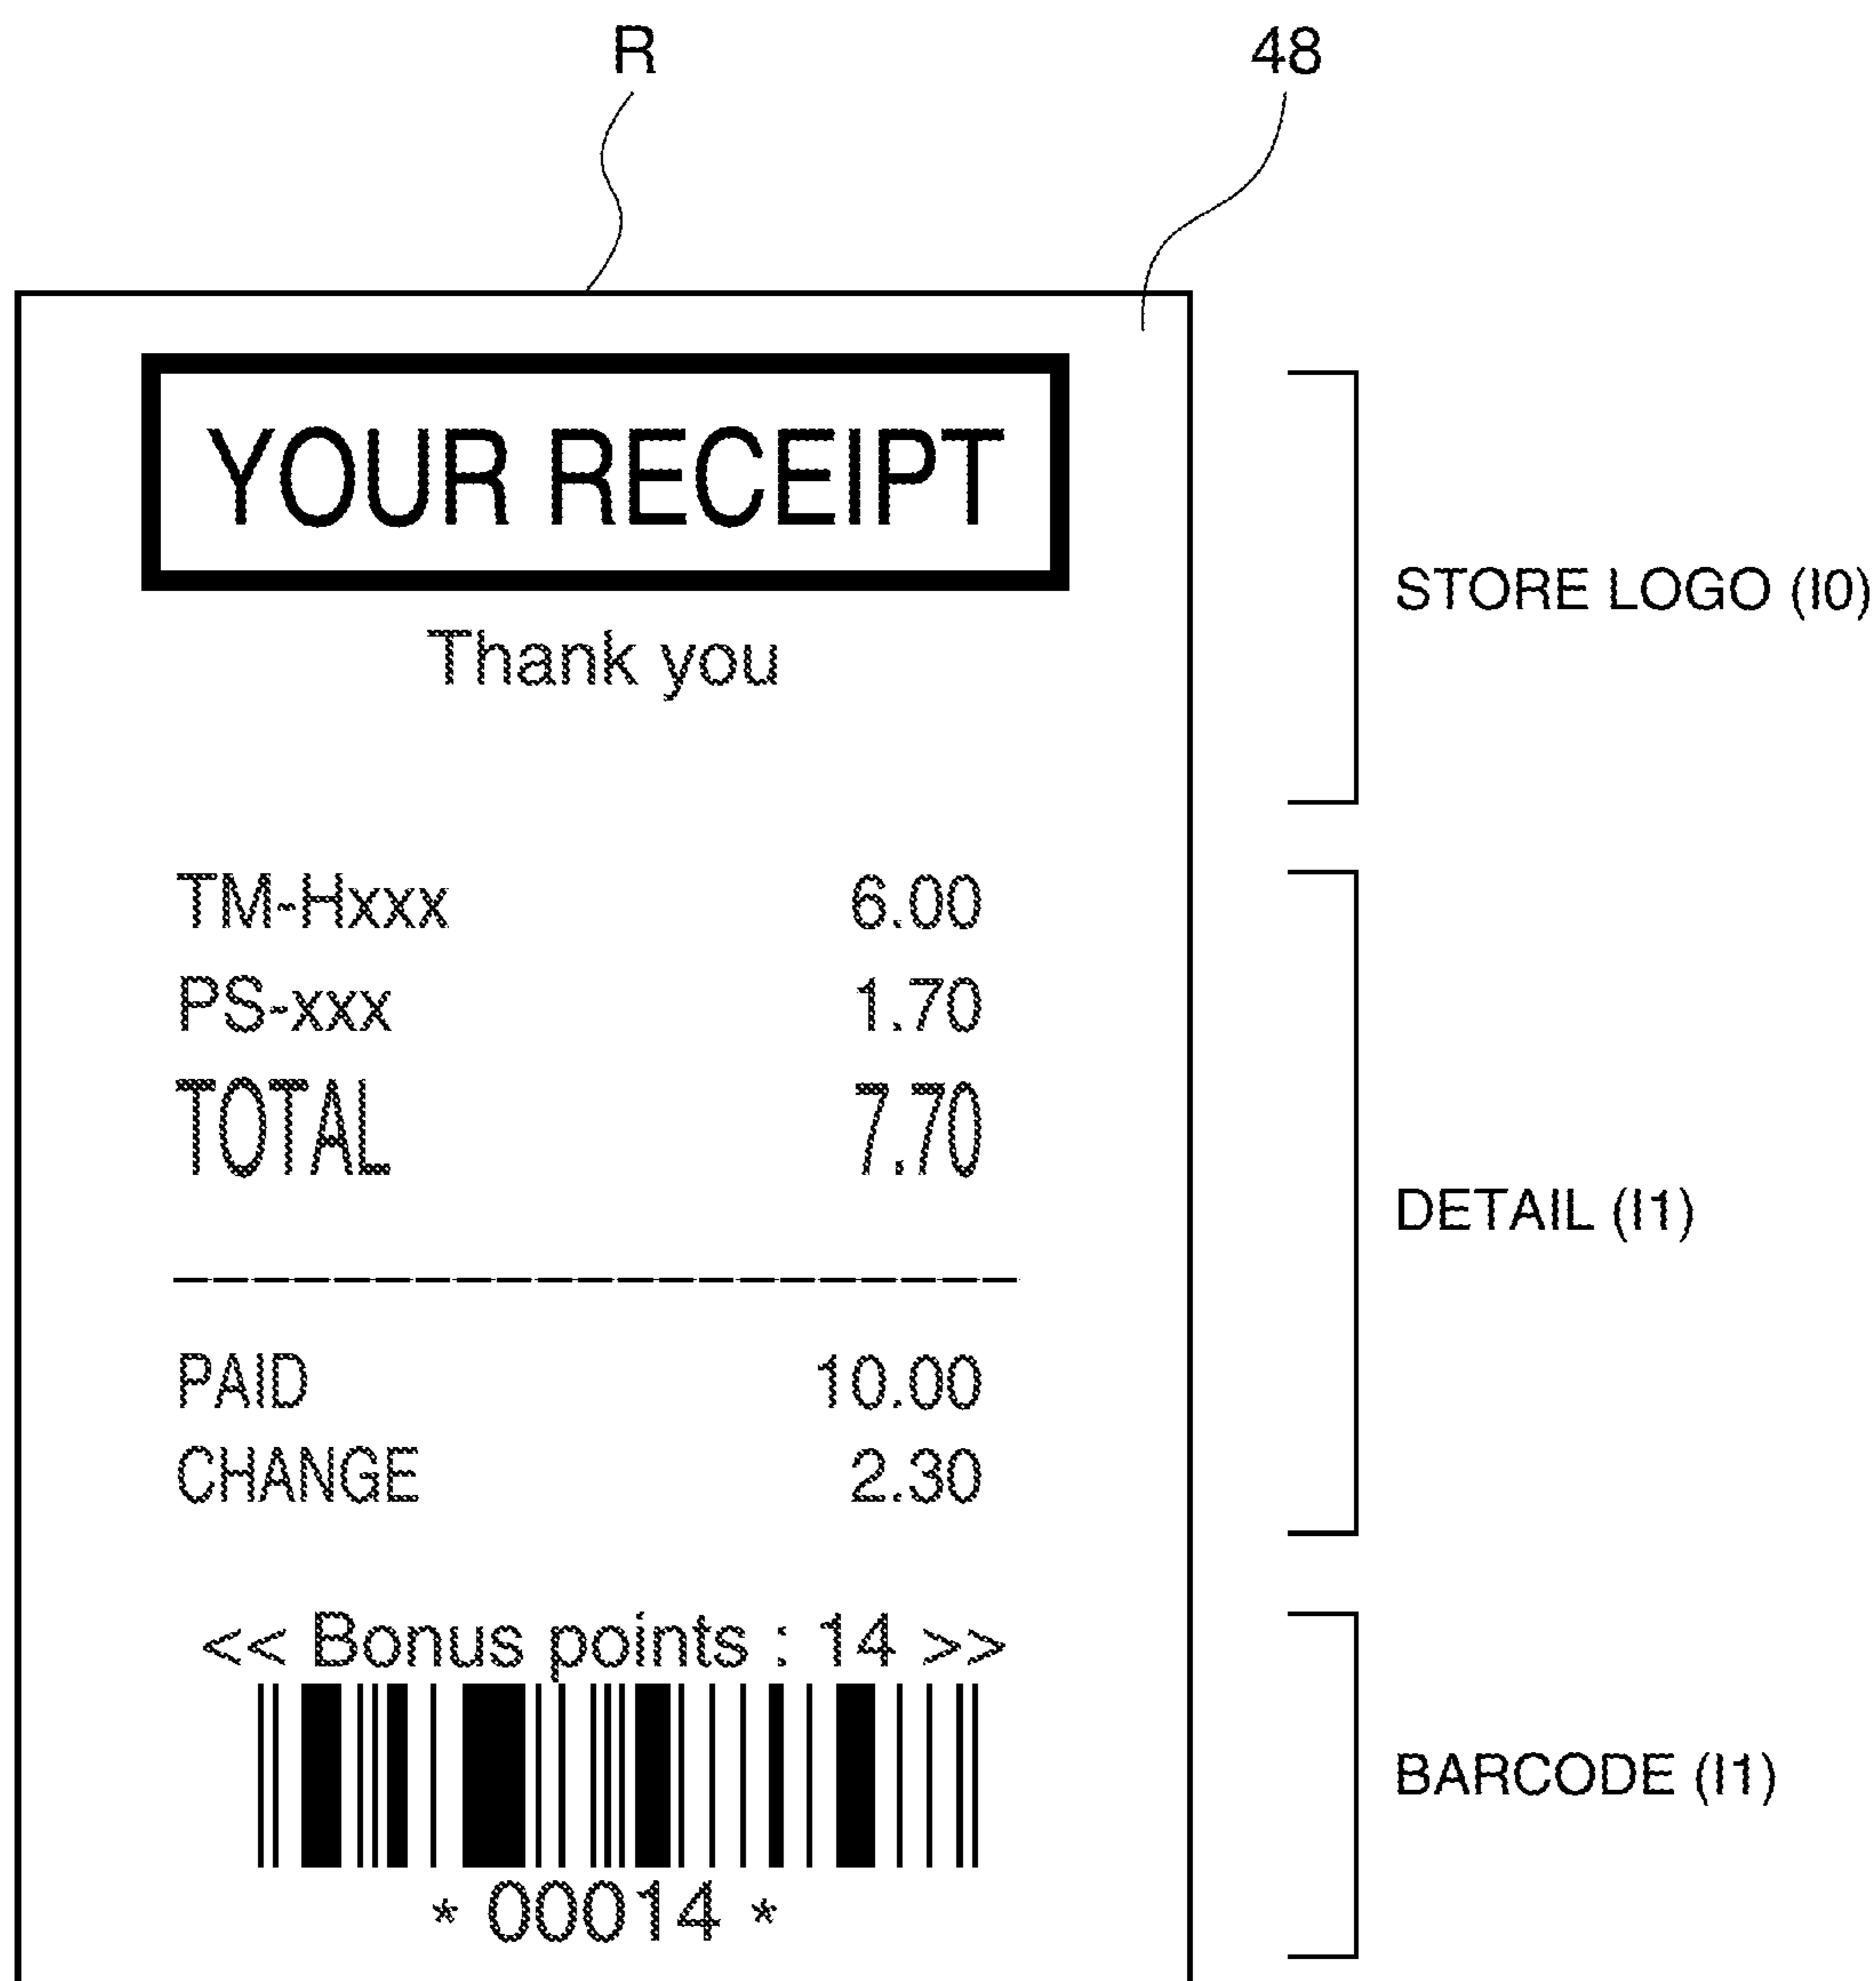 R 48
YOUR RECEIPT
Thank you
STORE LOGO (I0)
TM-Hxxx 6.00
PS-xxx 1.70
TOTAL 7.70
DETAIL (I1)
PAID 10.00
CHANGE 2.30
<< Bonus points : 14 >>
BARCODE (I1)
* 00014 *